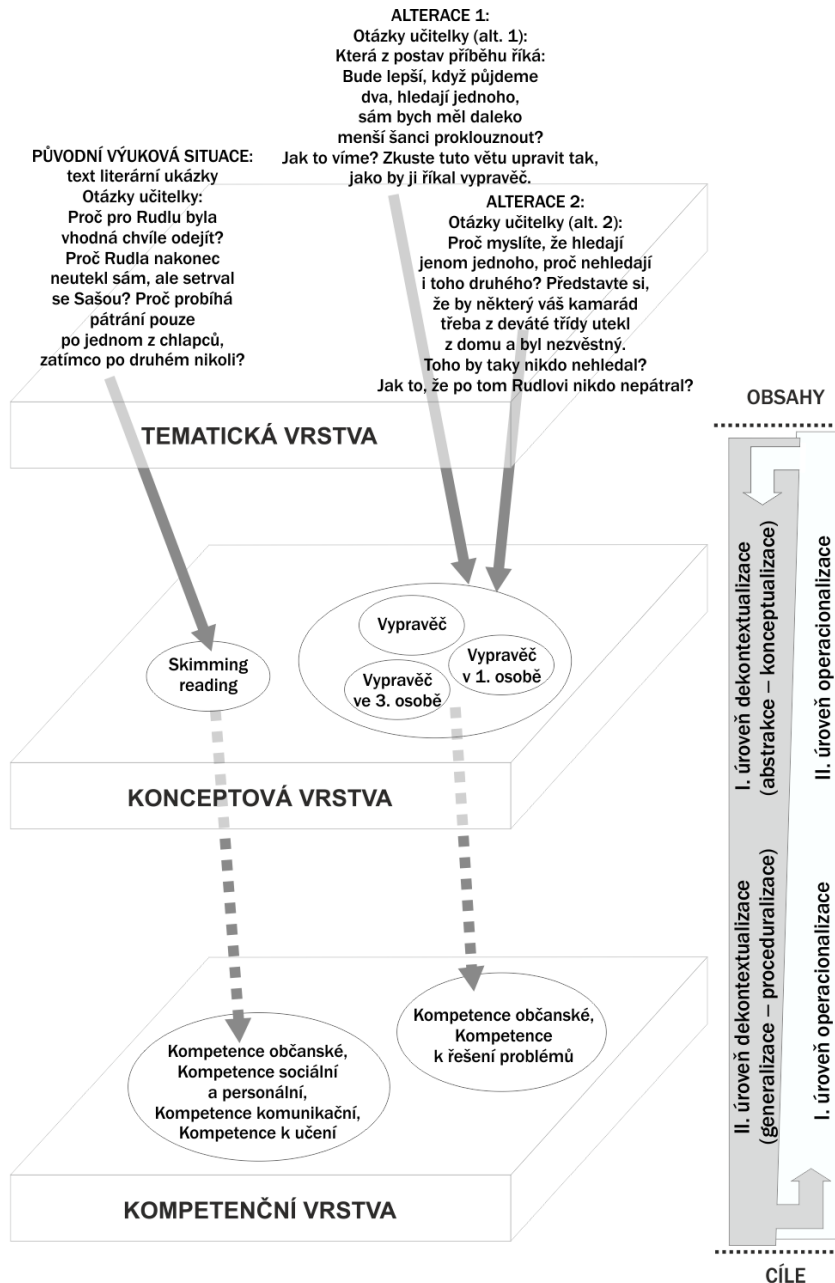 ALTERACE 1:
Otázky učitelky (alt. 1):
Která z postav příběhu říká:
Bude lepší, když půjdeme
dva, hledají jednoho,
sám bych měl daleko
menší šanci proklouznout?
Jak to víme? Zkuste tuto větu upravit tak,
jako by ji říkal vypravěč.
PŮVODNÍ VÝUKOVÁ SITUACE:
text literární ukázky
Otázky učitelky:
Proč pro Rudlu byla
vhodná chvíle odejít?
Proč Rudla nakonec
neutekl sám, ale setrval
se Sašou? Proč probíhá
pátrání pouze
po jednom z chlapců,
zatímco po druhém nikoli?
ALTERACE 2:
Otázky učitelky (alt. 2):
Proč myslíte, že hledají
jenom jednoho, proč nehledají
i toho druhého? Představte si,
že by některý váš kamarád
třeba z deváté třídy utekl
z domu a byl nezvěstný.
Toho by taky nikdo nehledal?
Jak to, že po tom Rudlovi nikdo nepátral?
TEMATICKÁ VRSTVA
Skimming
reading
Vypravěč
Vypravěč
v 1. osobě
Vypravěč
ve 3. osobě
KONCEPTOVÁ VRSTVA
Kompetence občanské,
Kompetence sociální
a personální,
Kompetence komunikační,
Kompetence k učení
Kompetence občanské,
Kompetence
k řešení problémů
KOMPETENČNÍ VRSTVA
OBSAHY
I. úroveň dekontextualizace
(abstrakce – konceptualizace)
II. úroveň operacionalizace
II. úroveň dekontextualizace
(generalizace – proceduralizace)
I. úroveň operacionalizace
CÍLE